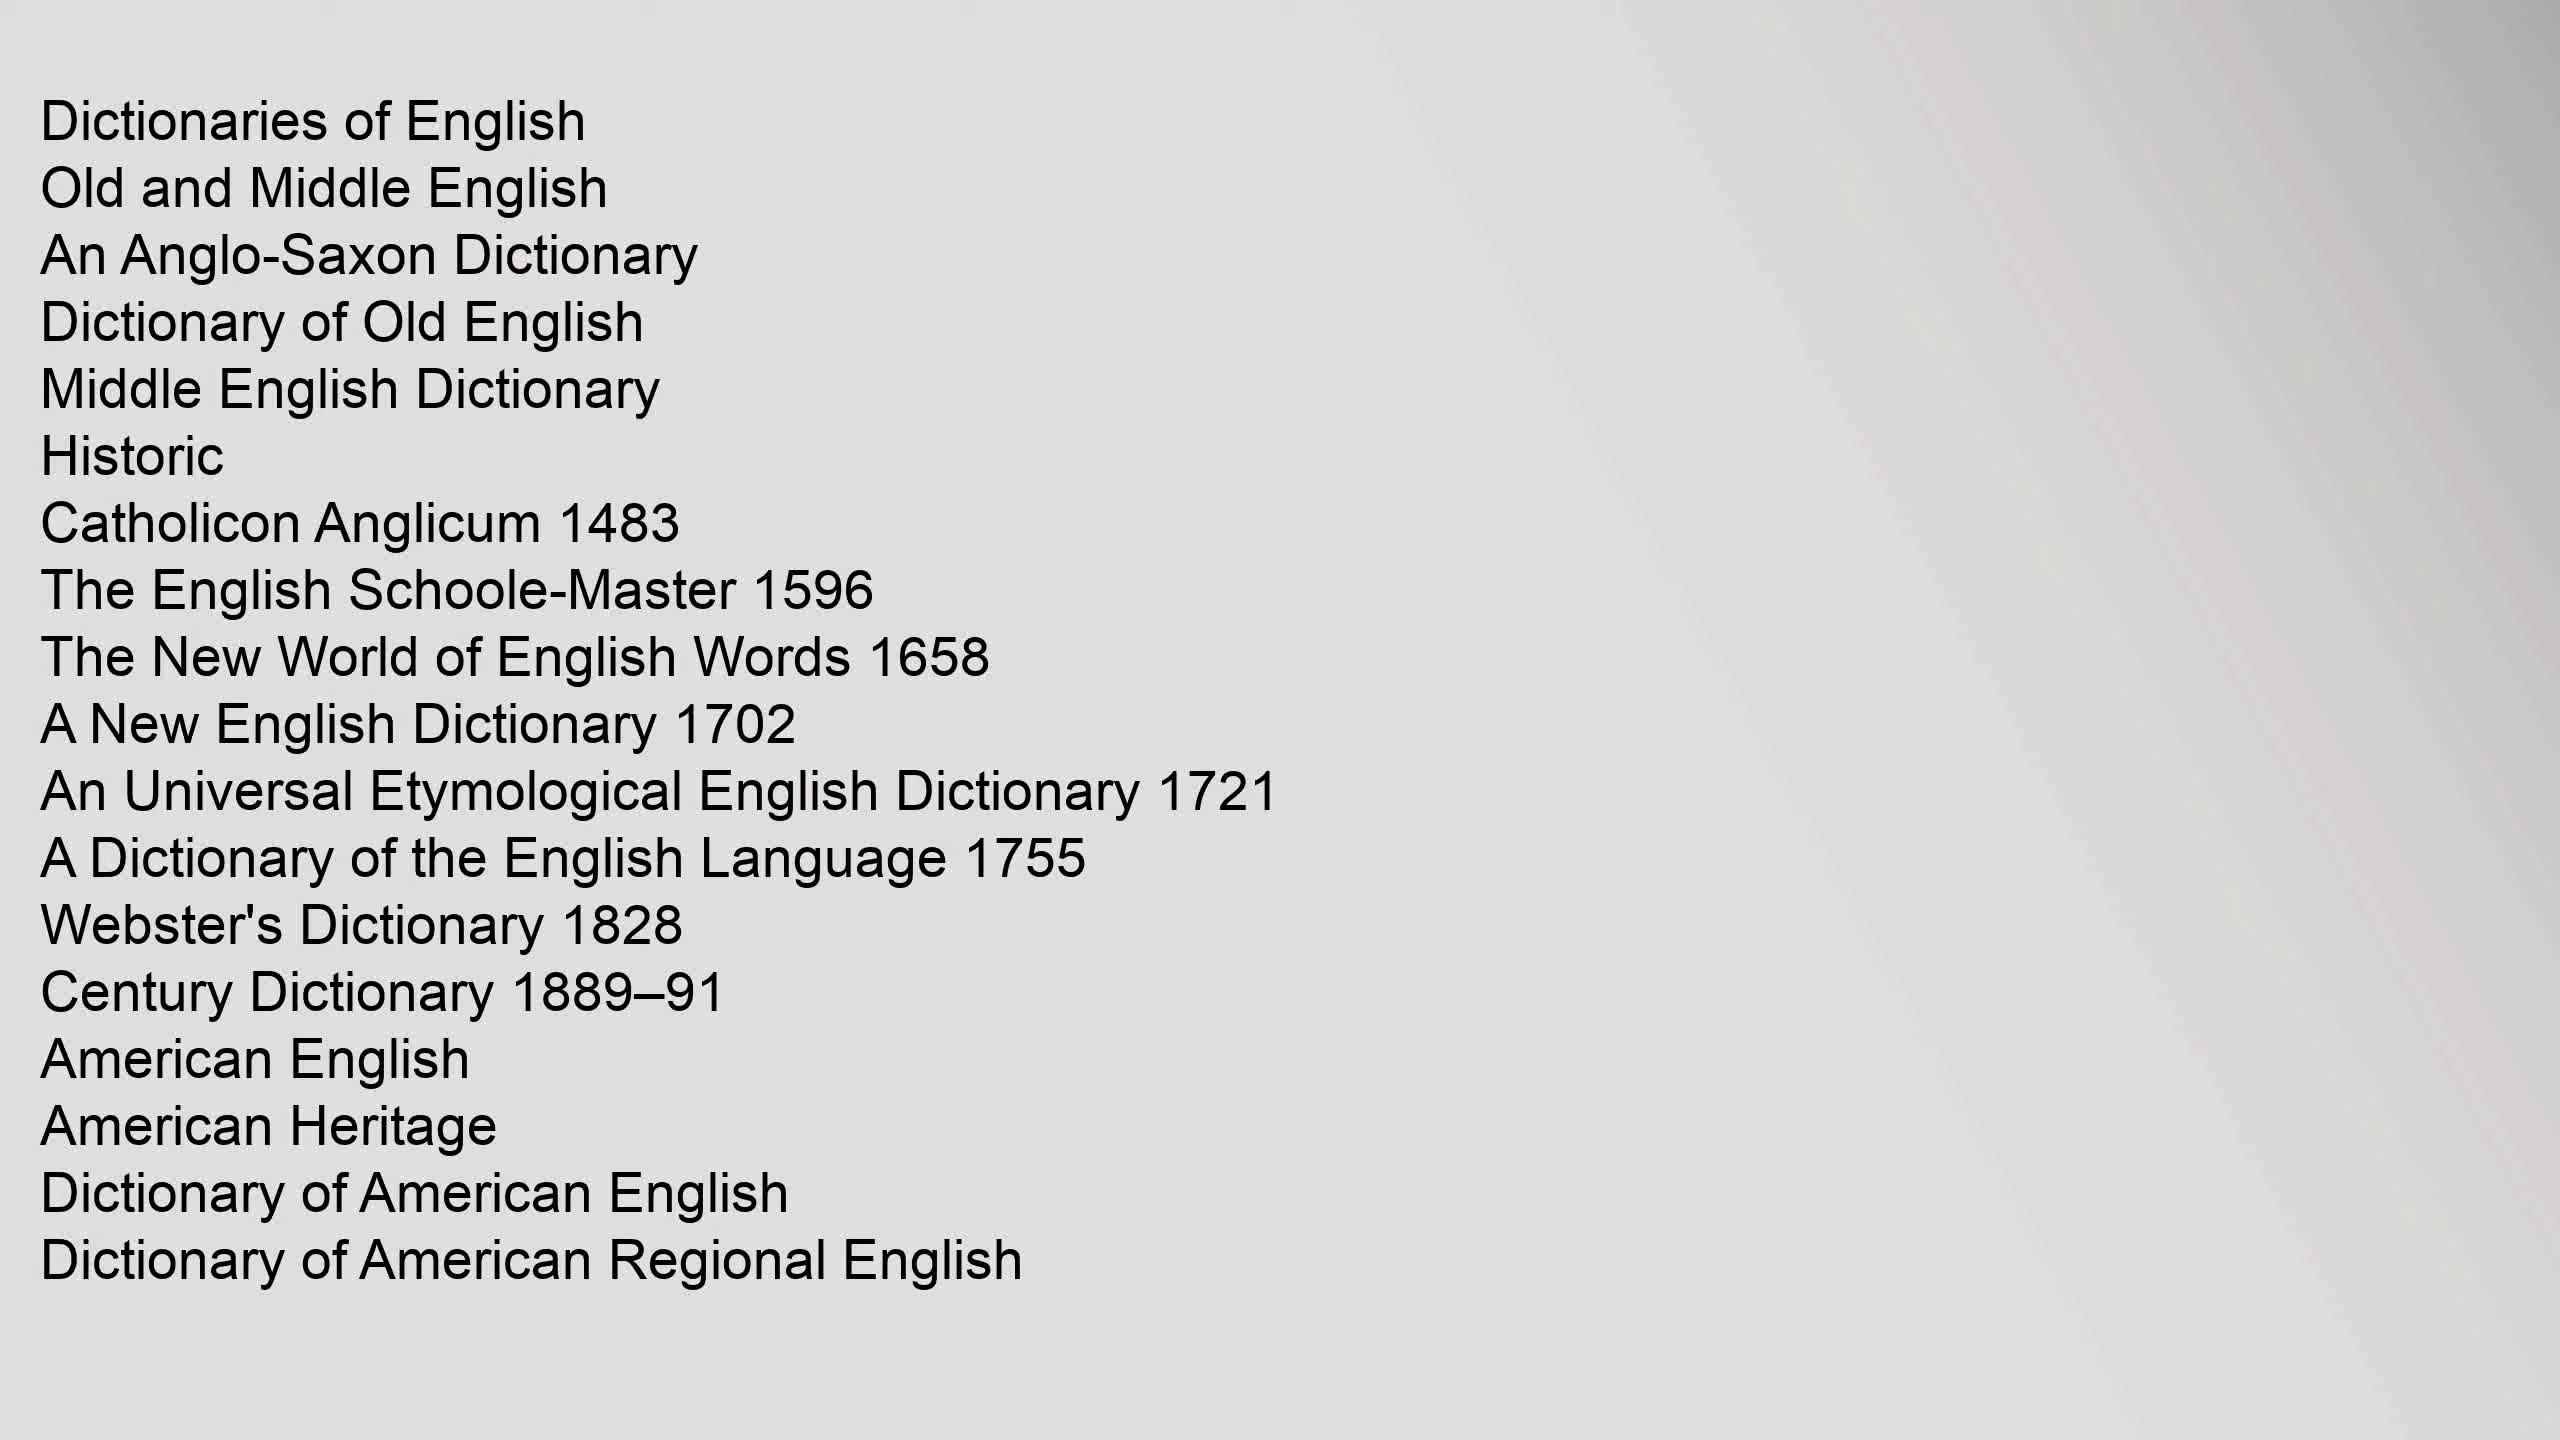 Dictionaries of English
Old and Middle English
An Anglo-Saxon Dictionary
Dictionary of Old English
Middle English Dictionary
Historic
Catholicon Anglicum 1483
The English Schoole-Master 1596
The New World of English Words 1658
A New English Dictionary 1702
An Universal Etymological English Dictionary 1721
A Dictionary of the English Language 1755
Webster's Dictionary 1828
Century Dictionary 1889–91
American English
American Heritage
Dictionary of American English
Dictionary of American Regional English